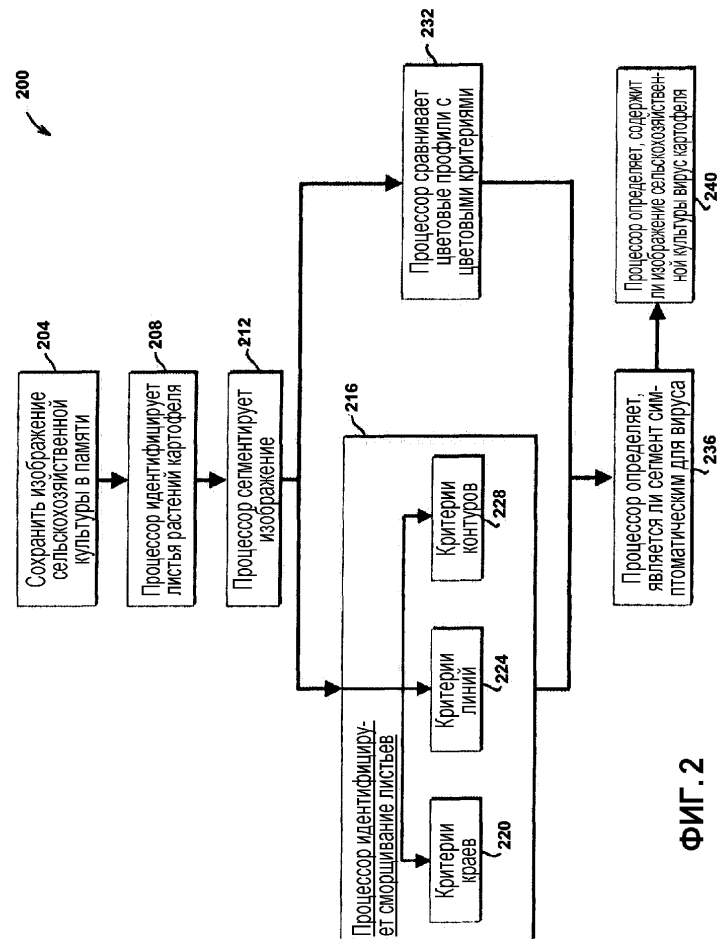 200
204
Сохранить изображение
сельскохозяйственной
культуры в памяти
208
Процессор идентифицирует
листья растений картофеля
212
Процессор сегментирует
изображение
216
Процессор идентифициру-
ет сморщивание листьев
Критерии
краев
220
Критерии
линий
224
Критерии
контуров
228
232
Процессор сравнивает
цветовые профили с
цветовыми критериями
Процессор определяет,
является ли сегмент сим-
птоматическим для вируса
236
Процессор определяет, содержит
ли изображение сельскохозяйствен-
ной культуры вирус картофеля
240
ФИГ. 2